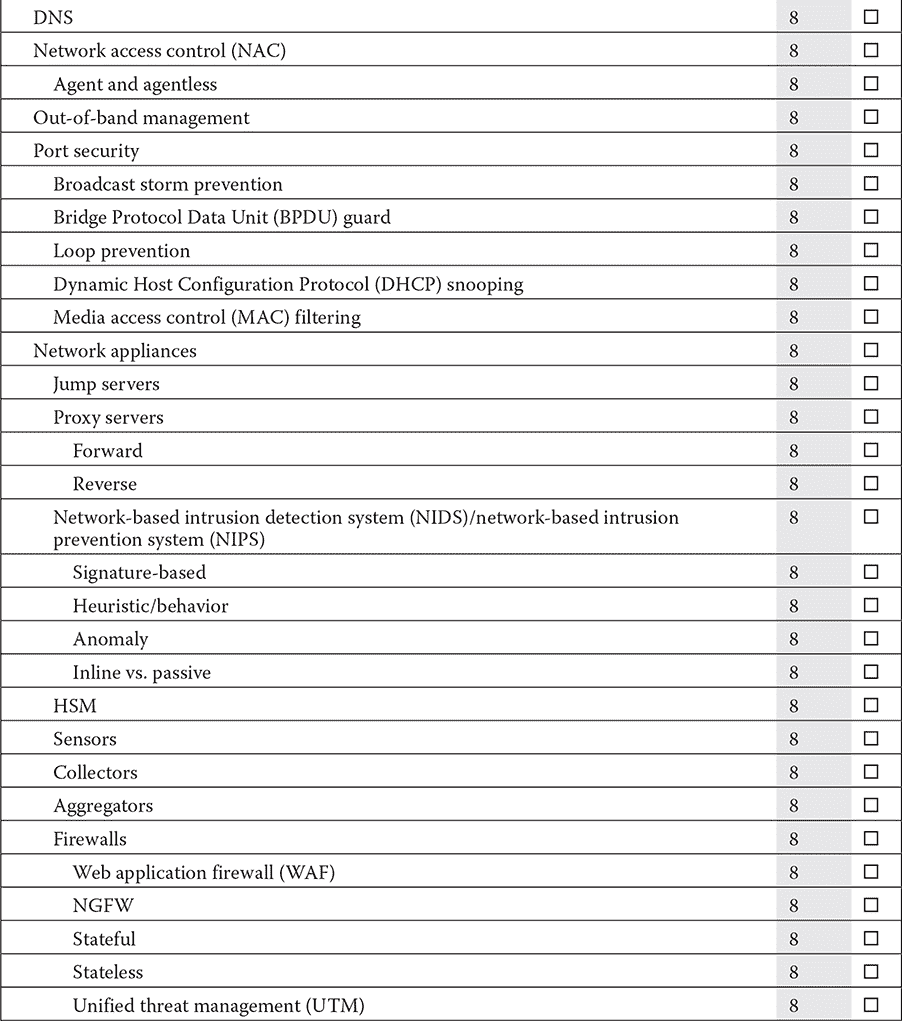 DNS 8 ☐
Network access control (NAC) 8 ☐
Agent and agentless 8 ☐
Out-of-band management 8 ☐
Port security 8 ☐
Broadcast storm prevention 8 ☐
Bridge Protocol Data Unit (BPDU) guard 8 ☐
Loop prevention 8 ☐
Dynamic Host Configuration Protocol (DHCP) snooping 8 ☐
Media access control (MAC) filtering 8 ☐
Network appliances 8 ☐
Jump servers 8 ☐
Proxy servers 8 ☐
Forward 8 ☐
Reverse 8 ☐
Network-based intrusion detection system (NIDS)/network-based intrusion 8 ☐
prevention system (NIPS)
Signature-based 8 ☐
Heuristic/behavior 8 ☐
Anomaly 8 ☐
Inline vs. passive 8 ☐
HSM 8 ☐
Sensors 8 ☐
Collectors 8 ☐
Aggregators 8 ☐
Firewalls 8 ☐
Web application firewall (WAF) 8 ☐
NGFW 8 ☐
Stateful 8 ☐
Stateless 8 ☐
Unified threat management (UTM) 8 ☐